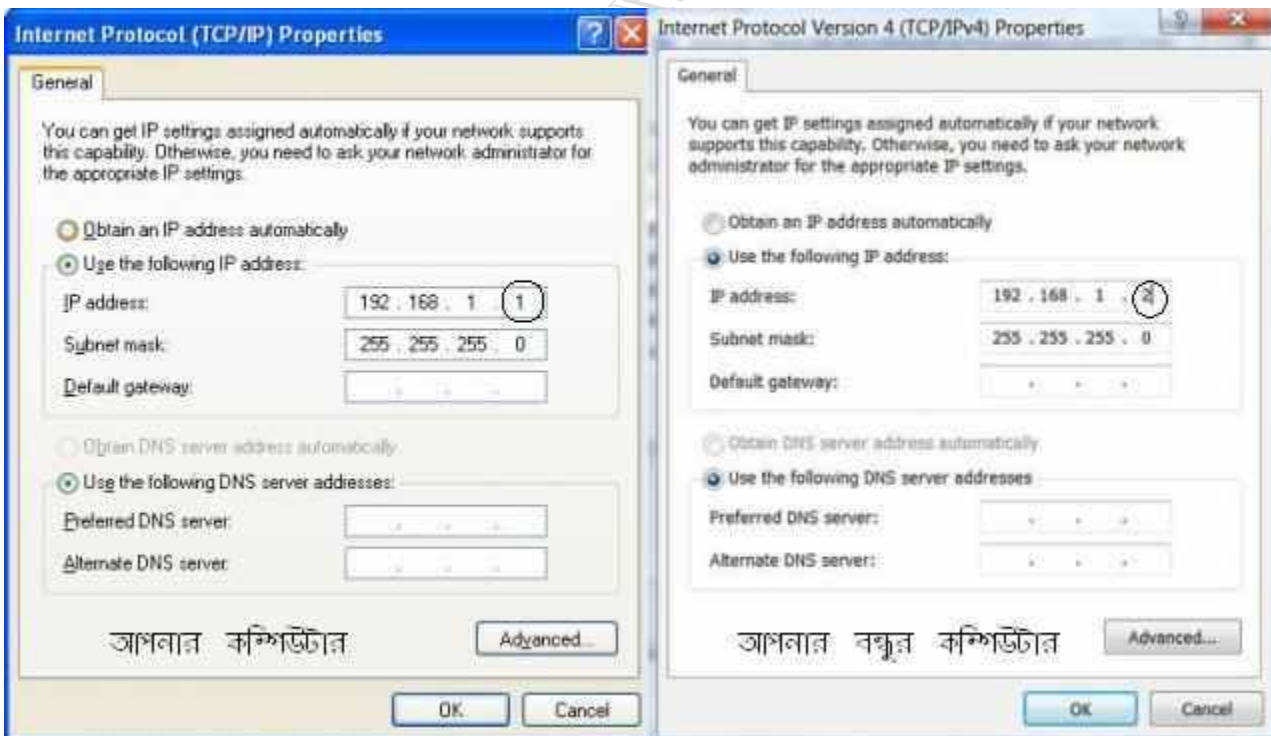 Internet Protocol (TCP/IP) Properties
General
You can get IP settings assigned automatically if your network supports
this capability. Otherwise, you need to ask your network administrator for
the appropriate IP settings.
Obtain an IP address automatically
Use the following IP address:
IP address: 192 . 168 . 1 . 1
Subnet mask: 255 . 255 . 255 . 0
Default gateway: . . .
Obtain DNS server address automatically
Use the following DNS server addresses:
Preferred DNS server: . . .
Alternate DNS server: . . .
আপনার কম্পিউটার
Advanced...
OK Cancel
Internet Protocol Version 4 (TCP/IPv4) Properties
General
You can get IP settings assigned automatically if your network
supports this capability. Otherwise, you need to ask your network
administrator for the appropriate IP settings.
Obtain an IP address automatically
Use the following IP address:
IP address: 192 . 168 . 1 . 2
Subnet mask: 255 . 255 . 255 . 0
Default gateway: . . .
Obtain DNS server address automatically
Use the following DNS server addresses
Preferred DNS server: . . .
Alternate DNS server: . . .
আপনার বন্ধুর কম্পিউটার
Advanced...
OK Cancel